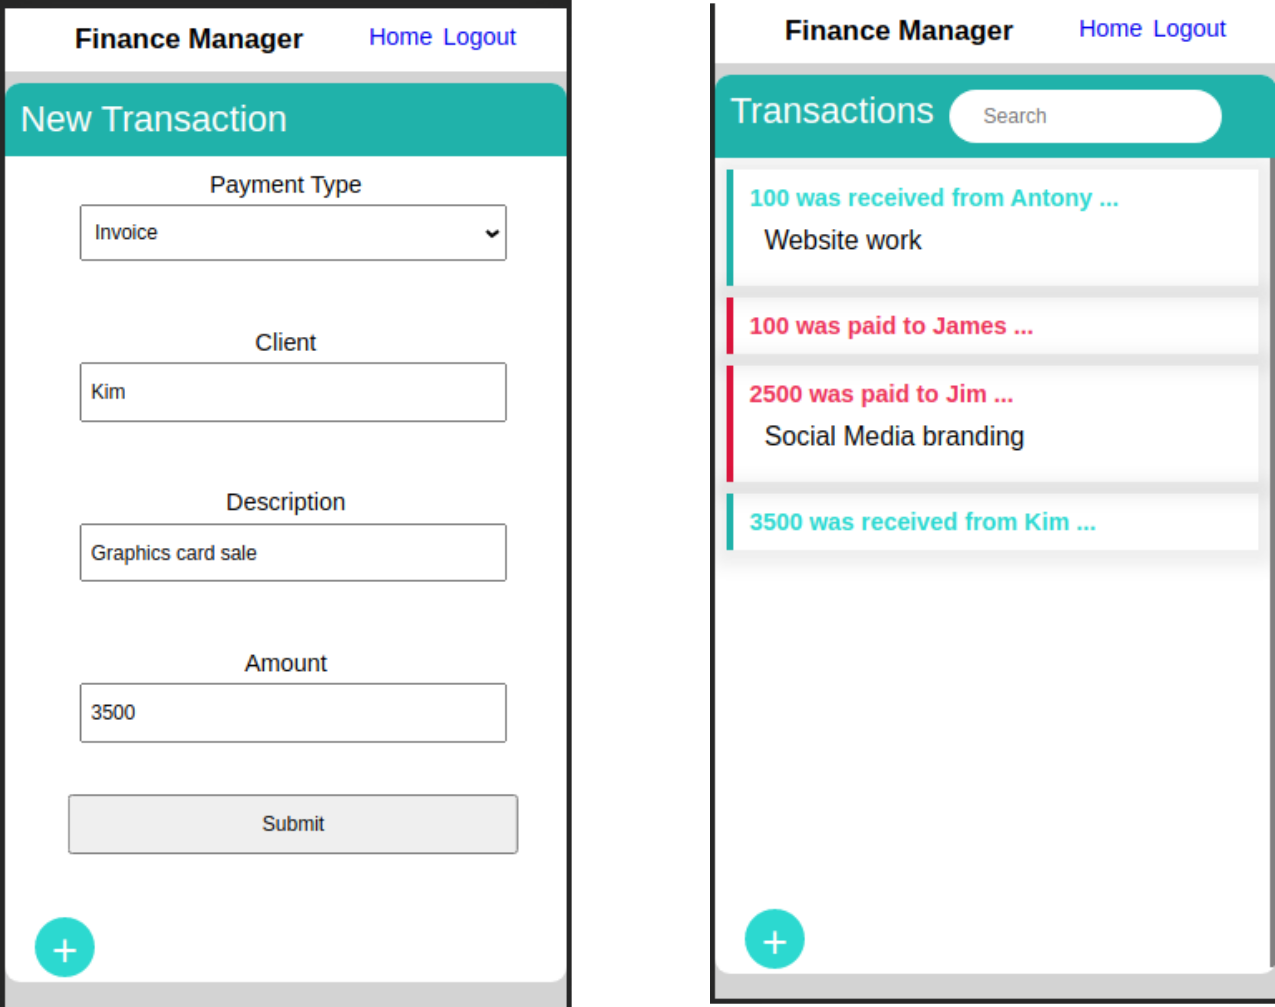 Finance Manager
Home Logout
New Transaction
Payment Type
Invoice
Client
Kim
Description
Graphics card sale
Amount
3500
Submit
+
Finance Manager
Home Logout
Transactions
Search
100 was received from Antony ...
Website work
100 was paid to James ...
2500 was paid to Jim ...
Social Media branding
3500 was received from Kim ...
+